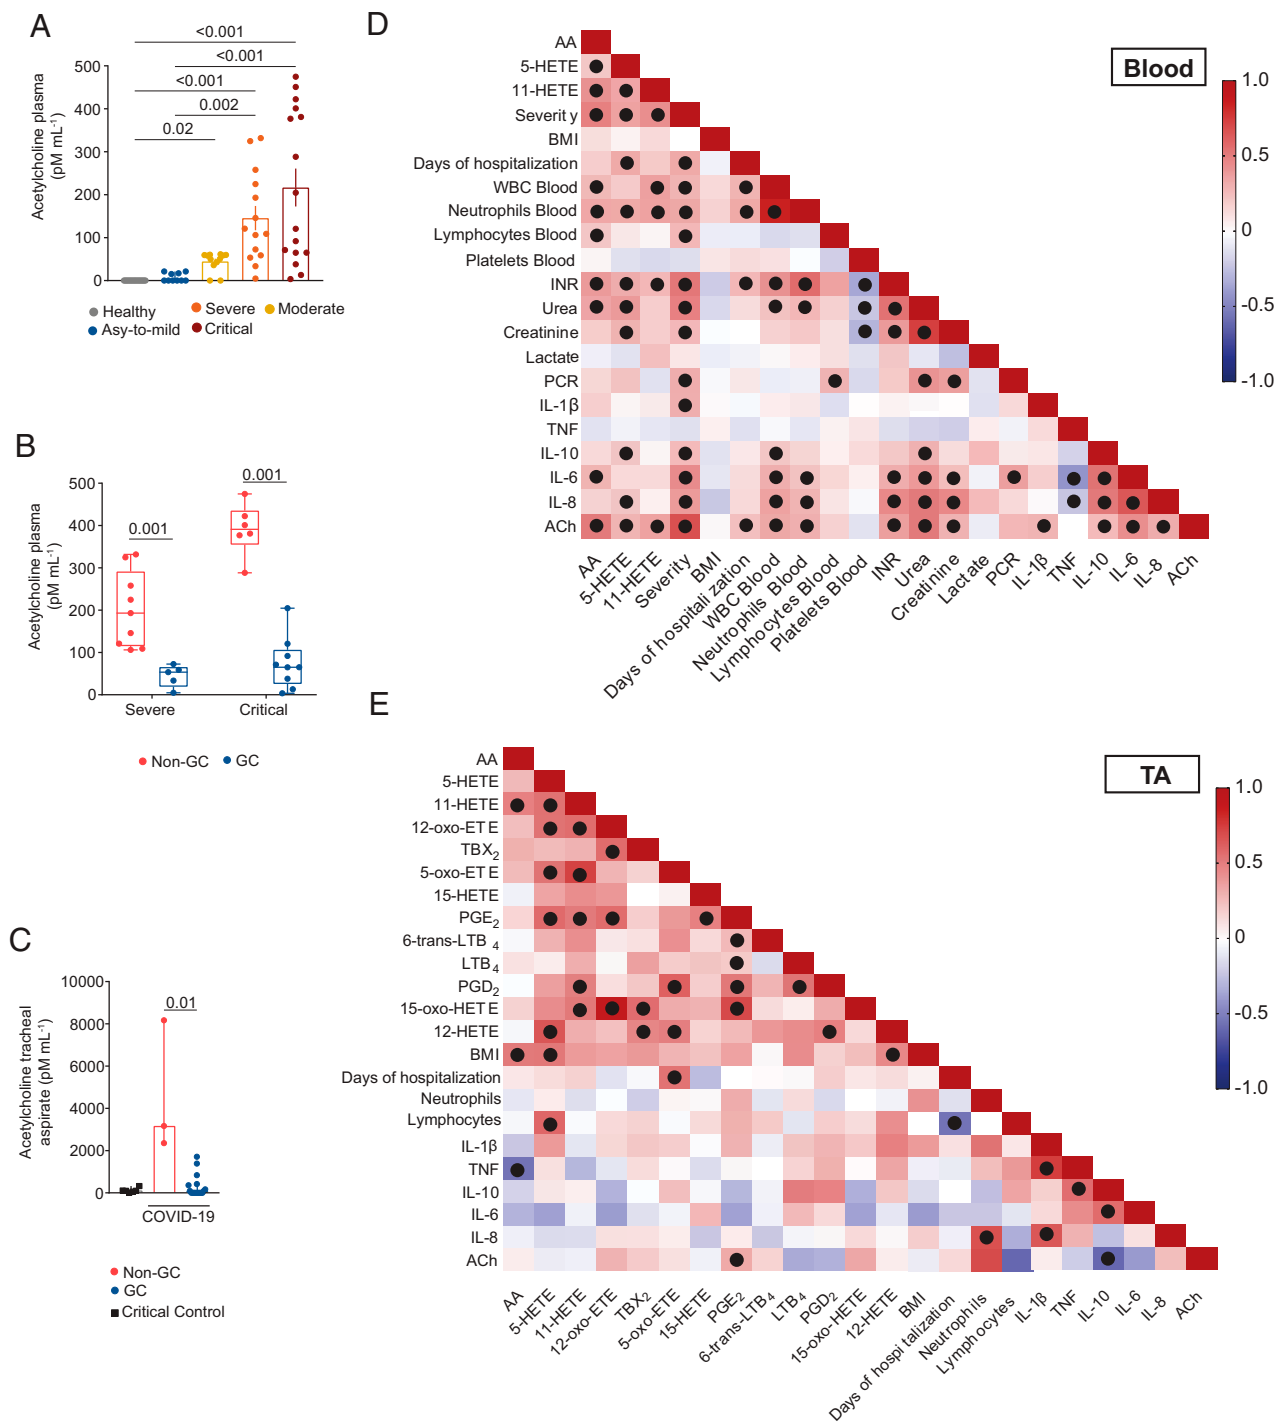 A
<0.001
<0.001
<0.001
0.002
0.02
Acetylcholine plasma
(pM mL-1)
500
400
300
200
100
0
Healthy
Severe
Moderate
Asy-to-mild
Critical
B
0.001
0.001
Acetylcholine plasma
(pM mL-1)
500
400
300
200
100
0
Severe
Critical
Non-GC
GC
C
0.01
Acetylcholine tracheal
aspirate (pM mL-1)
10000
8000
6000
4000
2000
0
COVID-19
Non-GC
GC
Critical Control
D
Blood
AA
5-HETE
11-HETE
Severity
BMI
Days of hospitalization
WBC Blood
Neutrophils Blood
Lymphocytes Blood
Platelets Blood
INR
Urea
Creatinine
Lactate
PCR
IL-1β
TNF
IL-10
IL-6
IL-8
ACh
AA
5-HETE
11-HETE
Severity
BMI
Days of hospitali zation
WBC Blood
Neutrophils Blood
Lymphocytes Blood
Platelets Blood
INR
Urea
Creatinine
Lactate
PCR
IL-1β
TNF
IL-10
IL-6
IL-8
ACh
1.0
0.5
0
-0.5
-1.0
E
TA
AA
5-HETE
11-HETE
12-oxo-ETE
TBX2
5-oxo-ETE
15-HETE
PGE2
6-trans-LTB 4
LTB4
PGD2
15-oxo-HETE
12-HETE
BMI
Days of hospitalization
Neutrophils
Lymphocytes
IL-1β
TNF
IL-10
IL-6
IL-8
ACh
AA
5-HETE
11-HETE
12-oxo-ETE
TBX2
5-oxo-ETE
15-HETE
PGE2
6-trans-LTB4
LTB4
PGD2
15-oxo-HETE
12-HETE
BMI
Days of hospi talization
Neutrophils
Lymphocytes
IL-1β
TNF
IL-10
IL-6
IL-8
ACh
1.0
0.5
0
-0.5
-1.0